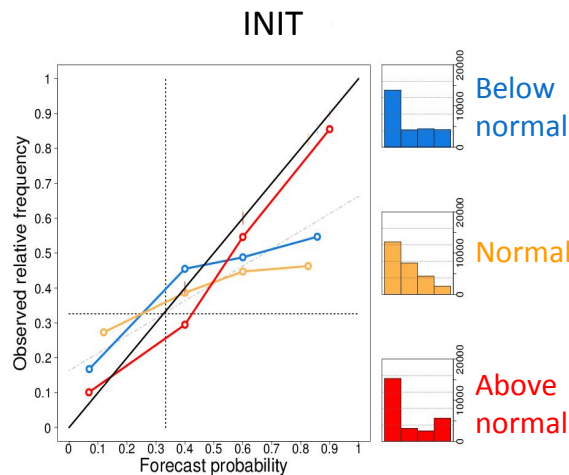 INIT
Observed relative frequency
1
0.9
0.8
0.7
0.6
0.5
0.4
0.3
0.2
0.1
0
0 0.1 0.2 0.3 0.4 0.5 0.6 0.7 0.8 0.9 1
Forecast probability
0 10000 20000
Below
normal
0 10000 20000
Normal
0 10000 20000
Above
normal